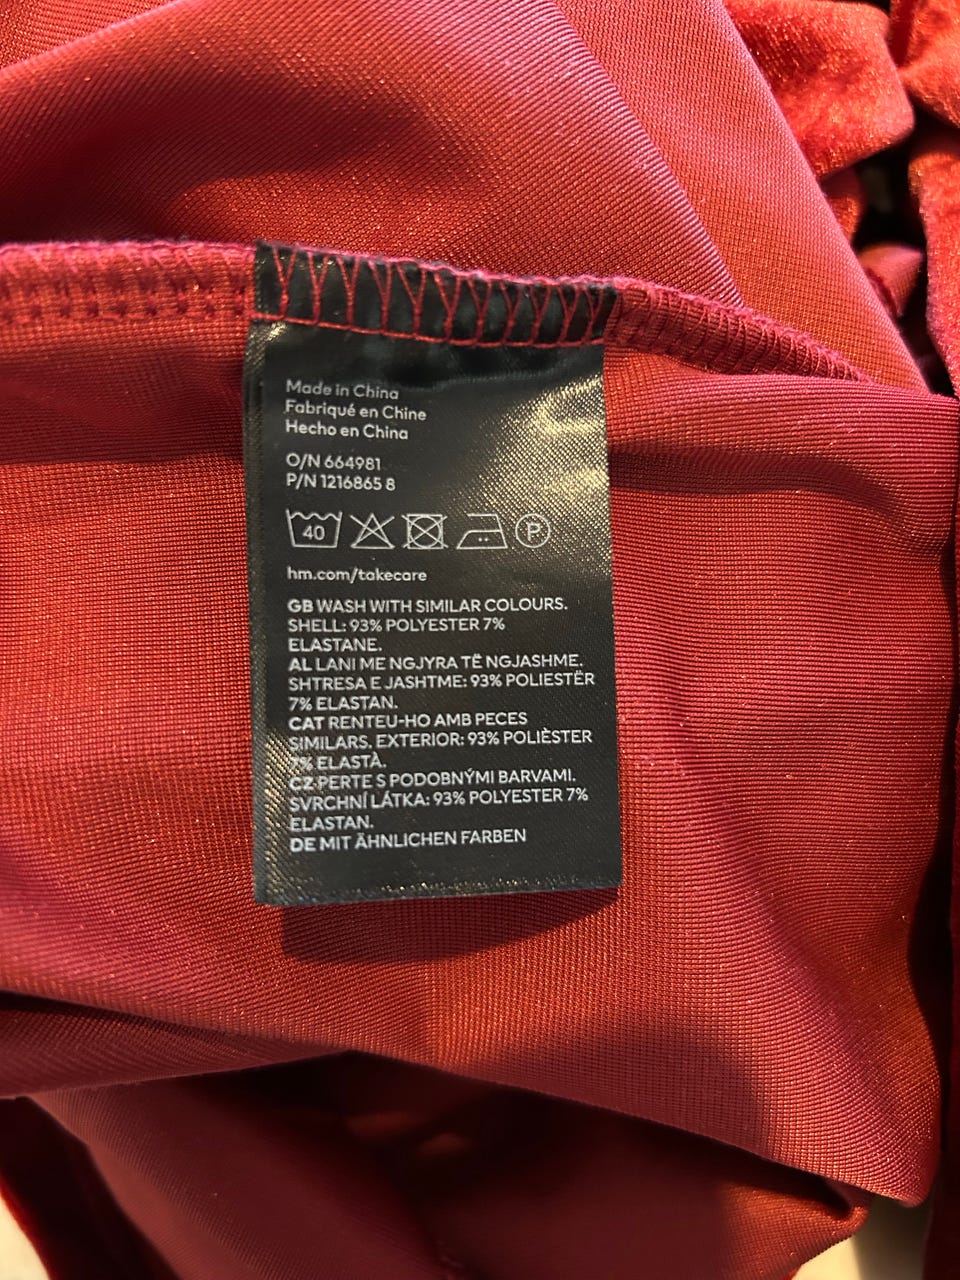 Made in China
Fabriqué en Chine
Hecho en China
O/N 664981
P/N 1216865 8
40 P
hm.com/takecare
GB WASH WITH SIMILAR COLOURS.
SHELL: 93% POLYESTER 7%
ELASTANE.
AL LANI ME NGJYRA TË NGJASHME.
SHTRESA E JASHTME: 93% POLIESTËR
7% ELASTAN.
CAT RENTEU-HO AMB PECES
SIMILARS. EXTERIOR: 93% POLIÈSTER
7% ELASTÀ.
CZ PERTE S PODOBNÝMI BARVAMI.
SVRCHNÍ LÁTKA: 93% POLYESTER 7%
ELASTAN.
DE MIT ÄHNLICHEN FARBEN